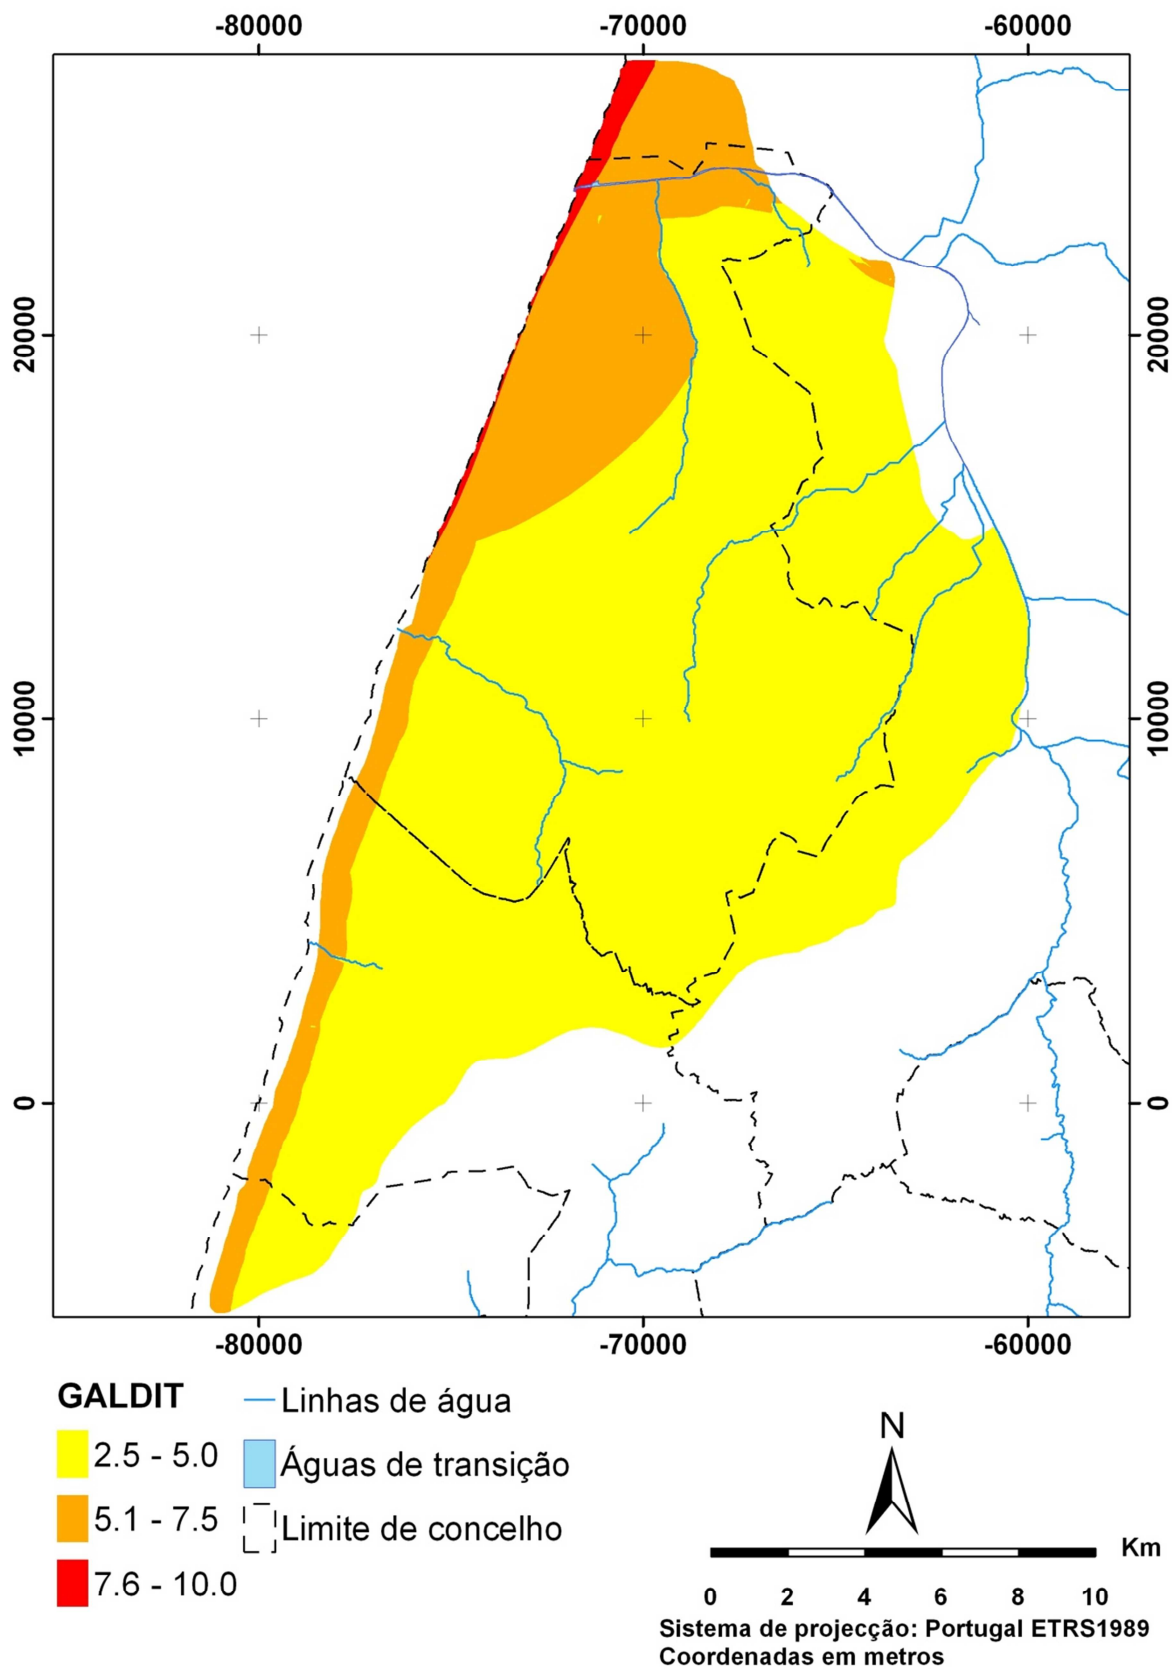 -80000 -70000 -60000
20000 20000
10000 10000
0 0
-80000 -70000 -60000
GALDIT
2.5 - 5.0
5.1 - 7.5
7.6 - 10.0
Linhas de água
Águas de transição
Limite de concelho
N
Km
0 2 4 6 8 10
Sistema de projecção: Portugal ETRS1989
Coordenadas em metros